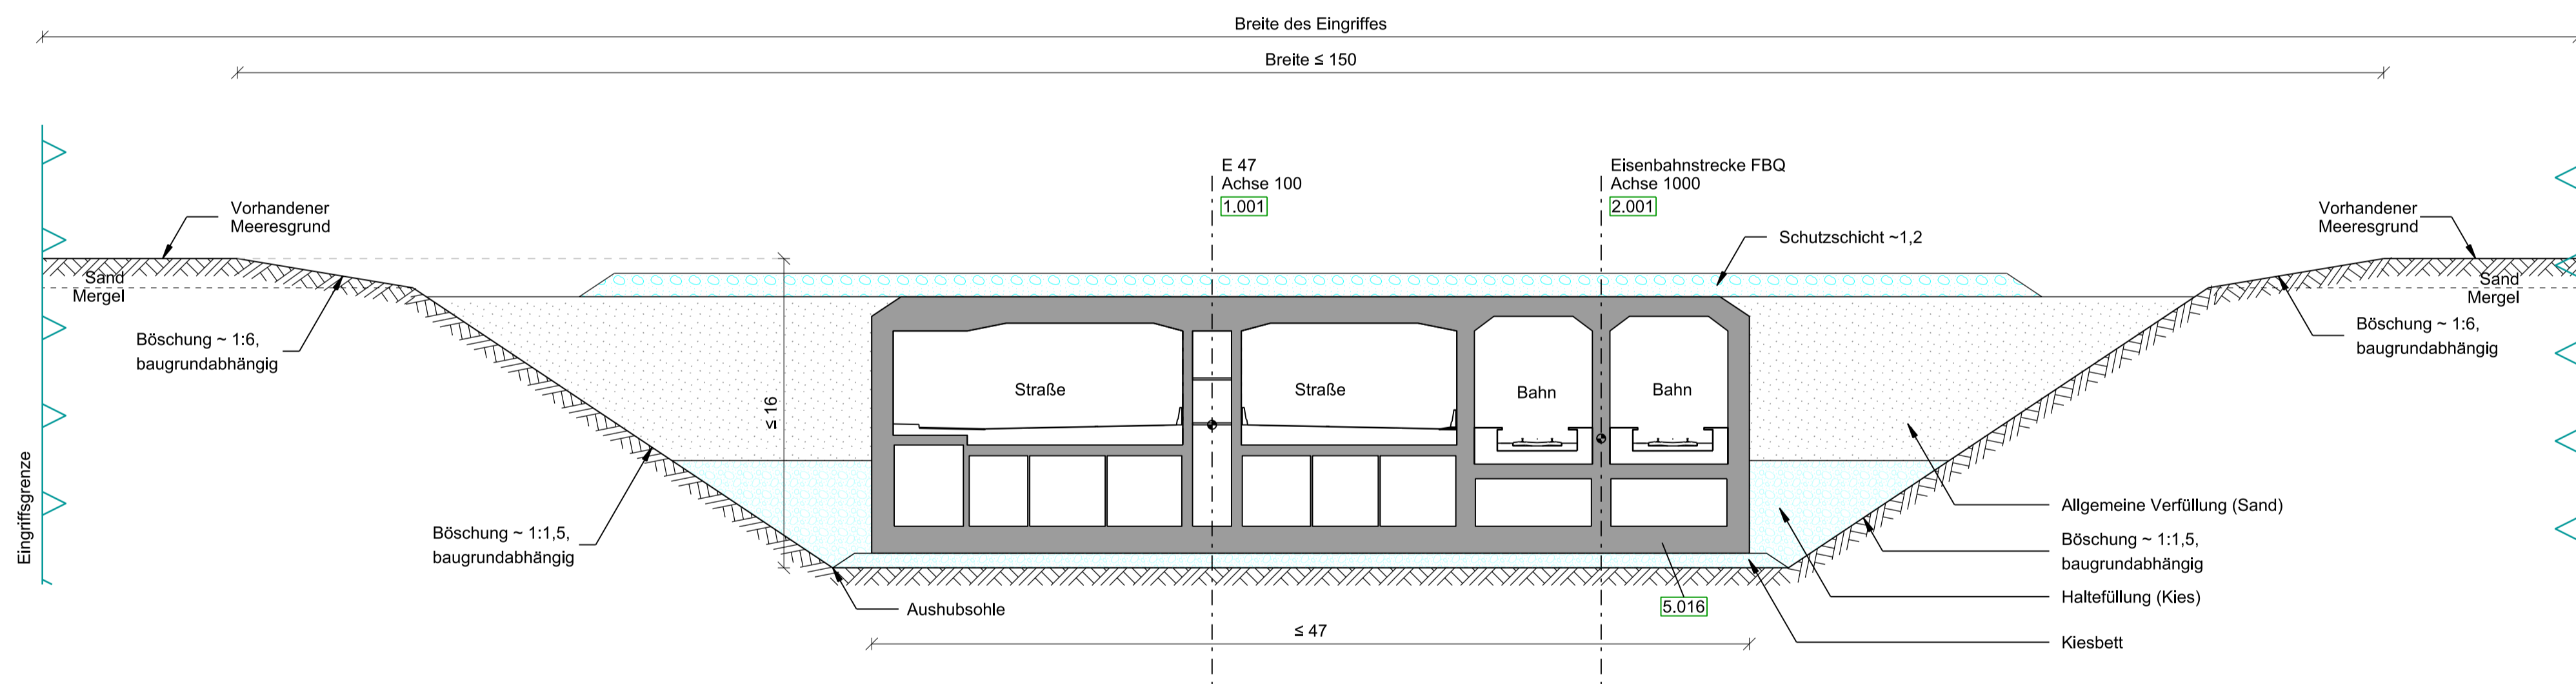 Breite des Eingriffes
Breite ≤ 150
E 47
Achse 100
1.001
Eisenbahnstrecke FBQ
Achse 1000
2.001
Vorhandener
Meeresgrund
Vorhandener
Meeresgrund
Schutzschicht ~1,2
Sand
Mergel
Sand
Mergel
Böschung ~ 1:6,
baugrundabhängig
Böschung ~ 1:6,
baugrundabhängig
≤ 16
Straße
Straße
Bahn
Bahn
Eingriffsgrenze
Böschung ~ 1:1,5,
baugrundabhängig
Allgemeine Verfüllung (Sand)
Böschung ~ 1:1,5,
baugrundabhängig
Haltefüllung (Kies)
Aushubsohle
5.016
≤ 47
Kiesbett